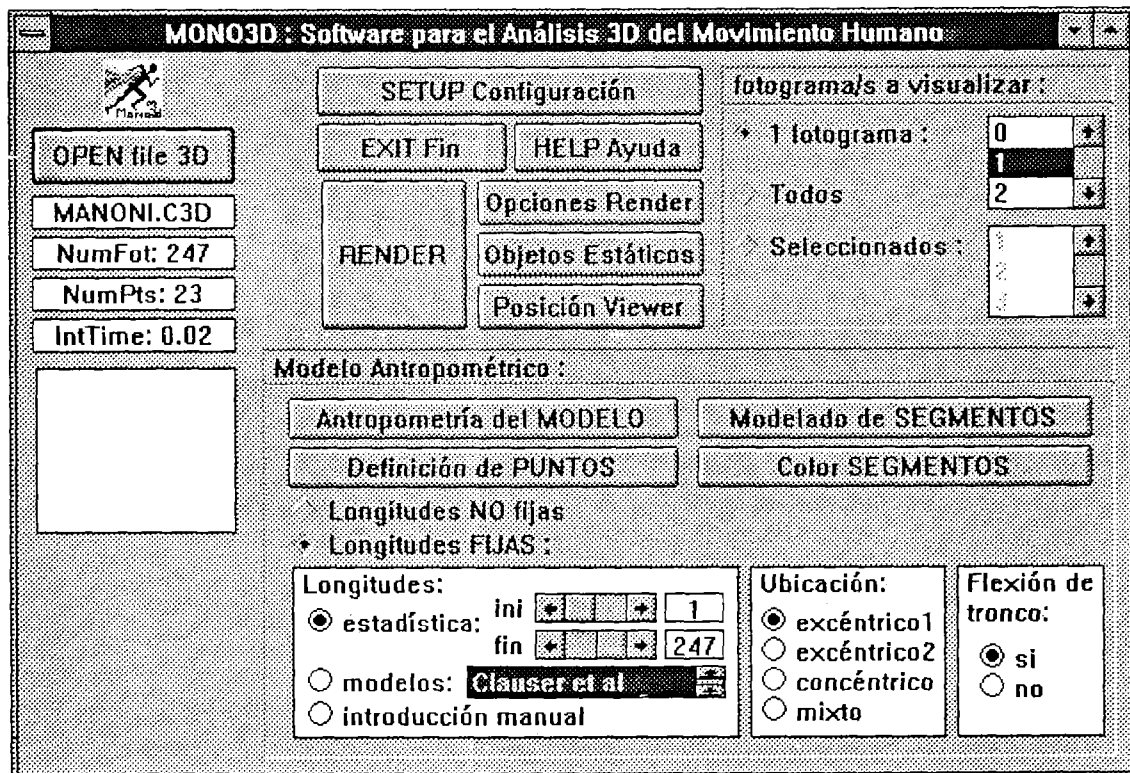 MONO3D : Software para el Análisis 3D del Movimiento Humano
OPEN file 3D
MANONI.C3D
NumFot: 247
NumPts: 23
IntTime: 0.02
SETUP Configuración
EXIT Fin
HELP Ayuda
RENDER
Opciones Render
Objetos Estáticos
Posición Viewer
fotograma/s a visualizar :
1 fotograma :
0
1
2
Todos
Seleccionados :
1
2
3
Modelo Antropométrico :
Antropometría del MODELO
Modelado de SEGMENTOS
Definición de PUNTOS
Color SEGMENTOS
Longitudes NO fijas
Longitudes FIJAS :
Longitudes:
estadística:
ini
1
fin
247
modelos:
Clauser et al
introducción manual
Ubicación:
excéntrico1
excéntrico2
concéntrico
mixto
Flexión de
tronco:
si
no